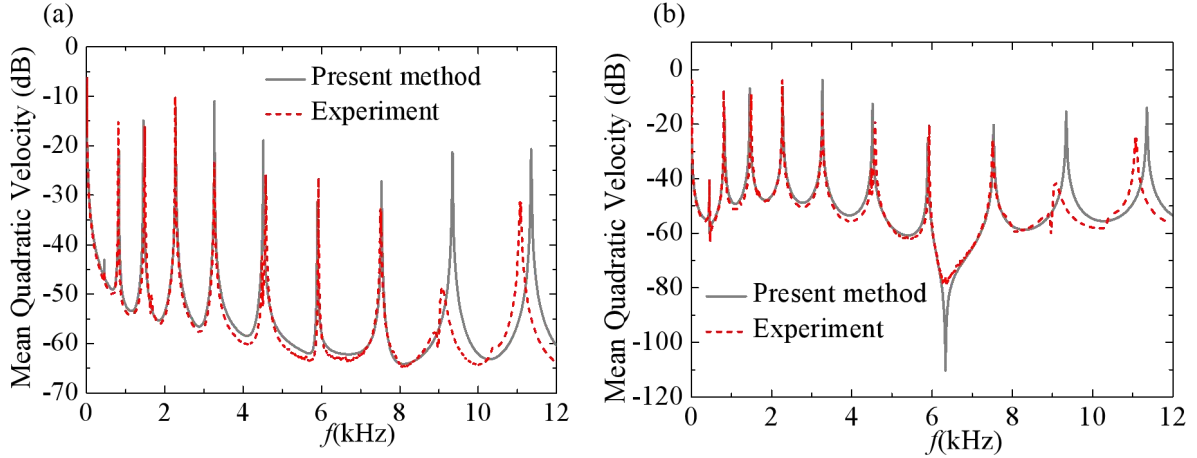 (a)
Mean Quadratic Velocity (dB)
0
-10
-20
-30
-40
-50
-60
-70
Present method
Experiment
0 2 4 6 8 10 12
f(kHz)
(b)
Mean Quadratic Velocity (dB)
0
-20
-40
-60
-80
-100
-120
Present method
Experiment
0 2 4 6 8 10 12
f(kHz)